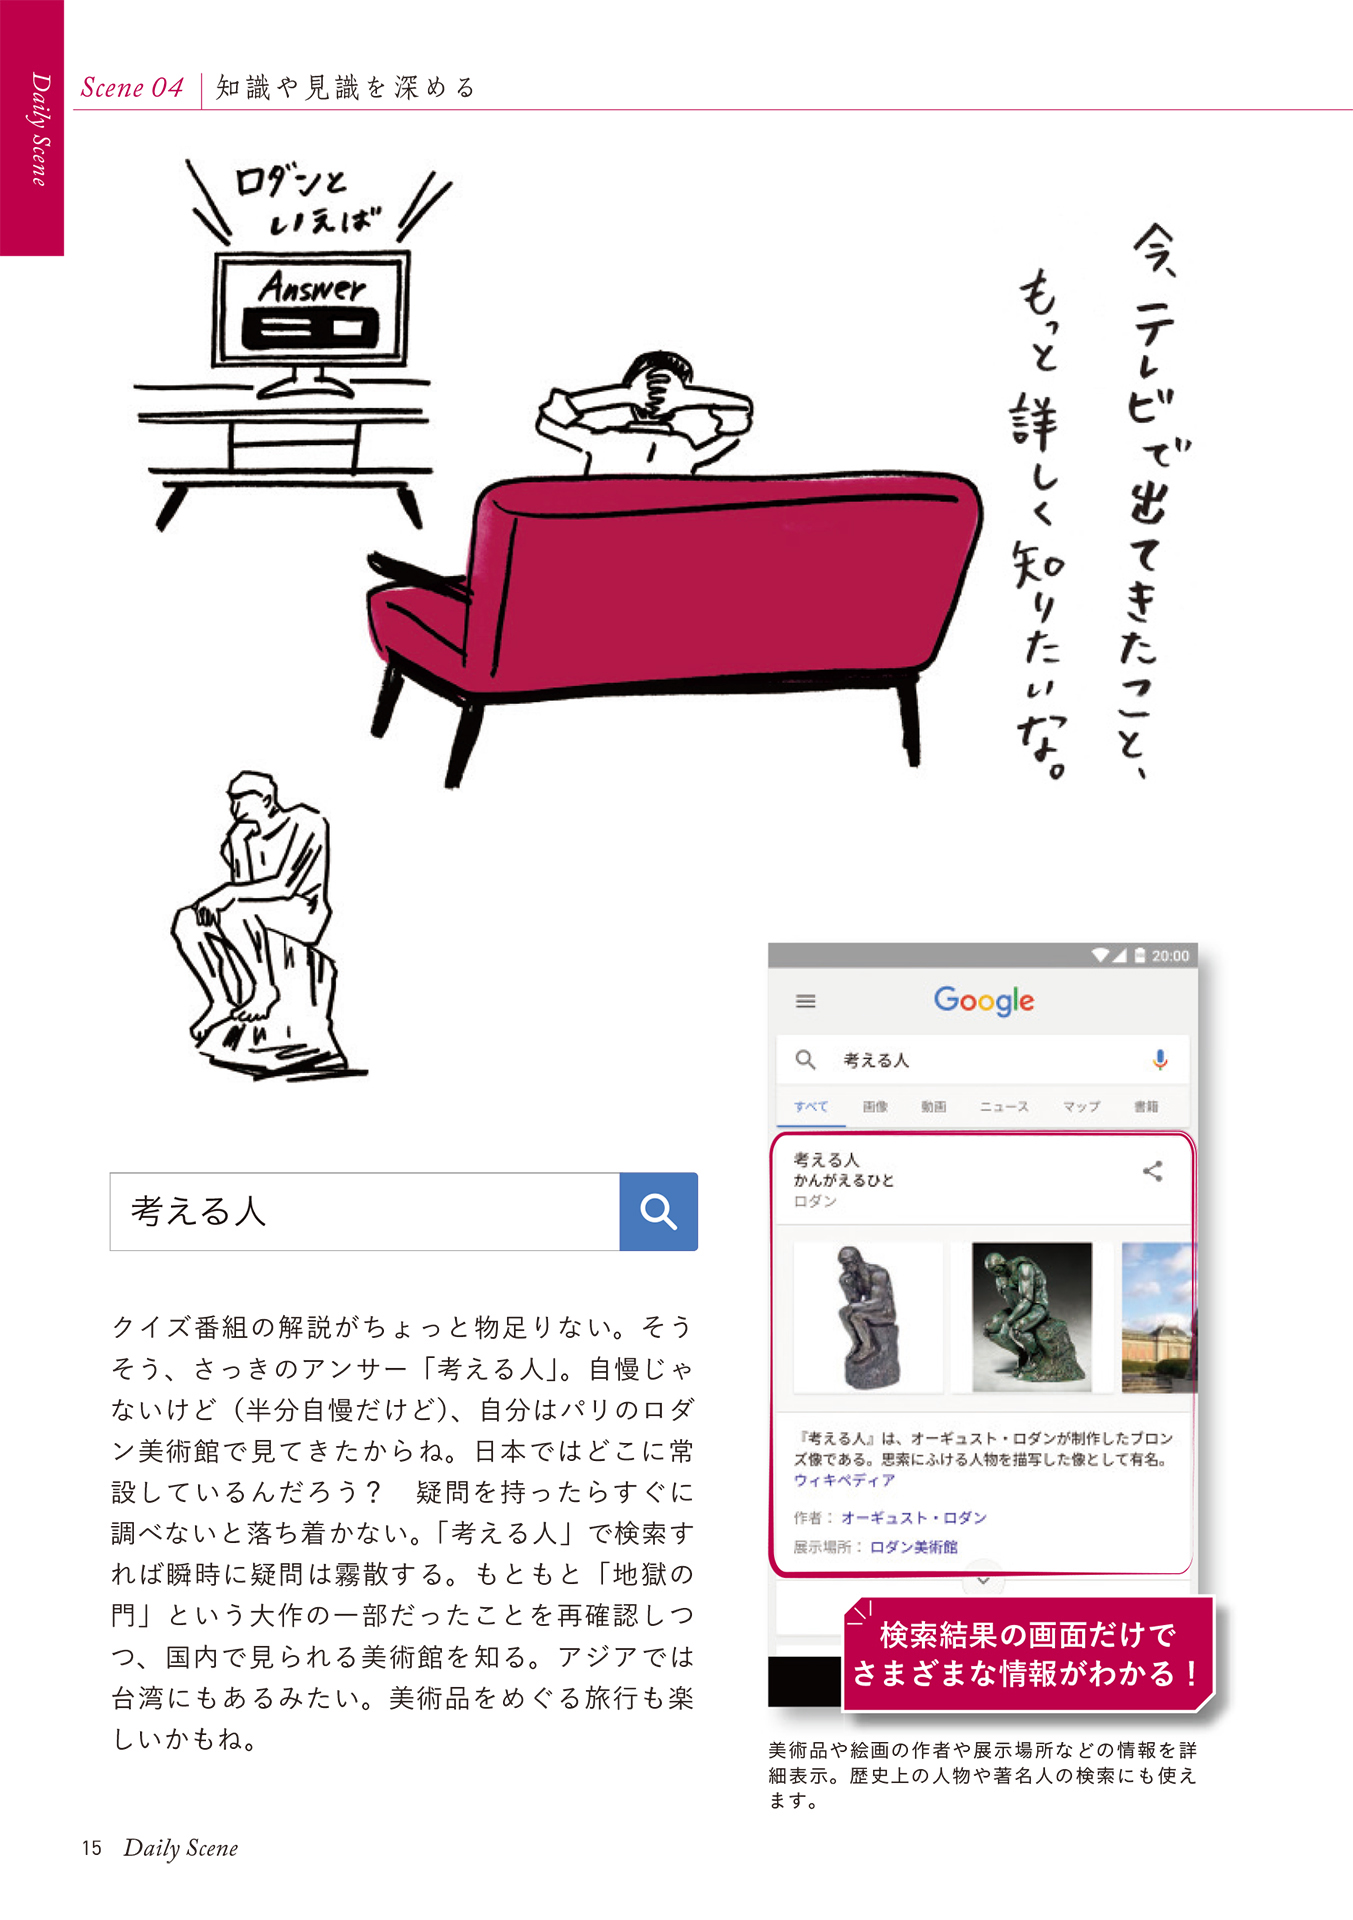 Daily Scene
Scene 04
知識や見識を深める
ロダンと
いえば
Answer
今、テレビで出てきたこと、
もっと詳しく知りたいな。
考える人
クイズ番組の解説がちょっと物足りない。そう
そう、さっきのアンサー「考える人」。自慢じゃ
ないけど（半分自慢だけど）、自分はパリのロダ
ン美術館で見てきたからね。日本ではどこに常
設しているんだろう？　疑問を持ったらすぐに
調べないと落ち着かない。「考える人」で検索す
れば瞬時に疑問は霧散する。もともと「地獄の
門」という大作の一部だったことを再確認しつ
つ、国内で見られる美術館を知る。アジアでは
台湾にもあるみたい。美術品をめぐる旅行も楽
しいかもね。
20:00
Google
考える人
すべて 画像 動画 ニュース マップ 書籍
考える人
かんがえるひと
ロダン
『考える人』は、オーギュスト・ロダンが制作したブロン
ズ像である。思索にふける人物を描写した像として有名。
ウィキペディア
作者： オーギュスト・ロダン
展示場所： ロダン美術館
検索結果の画面だけで
さまざまな情報がわかる！
美術品や絵画の作者や展示場所などの情報を詳
細表示。歴史上の人物や著名人の検索にも使え
ます。
15 Daily Scene